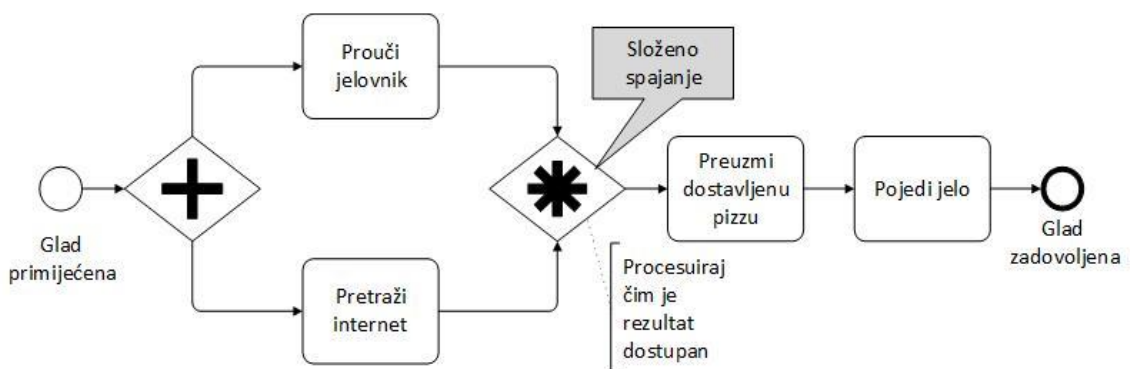 Glad
primijećena
Prouči
jelovnik
Pretraži
internet
Složeno
spajanje
Procesuiraj
čim je
rezultat
dostupan
Preuzmi
dostavljenu
pizzu
Pojedi jelo
Glad
zadovoljena